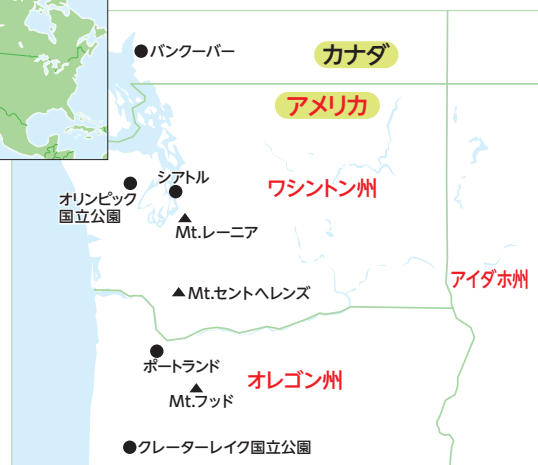 バンクーバー
カナダ
アメリカ
シアトル
オリンピック
国立公園
ワシントン州
Mt.レーニア
アイダホ州
Mt.セントヘレンズ
ポートランド
オレゴン州
Mt.フッド
クレーターレイク国立公園